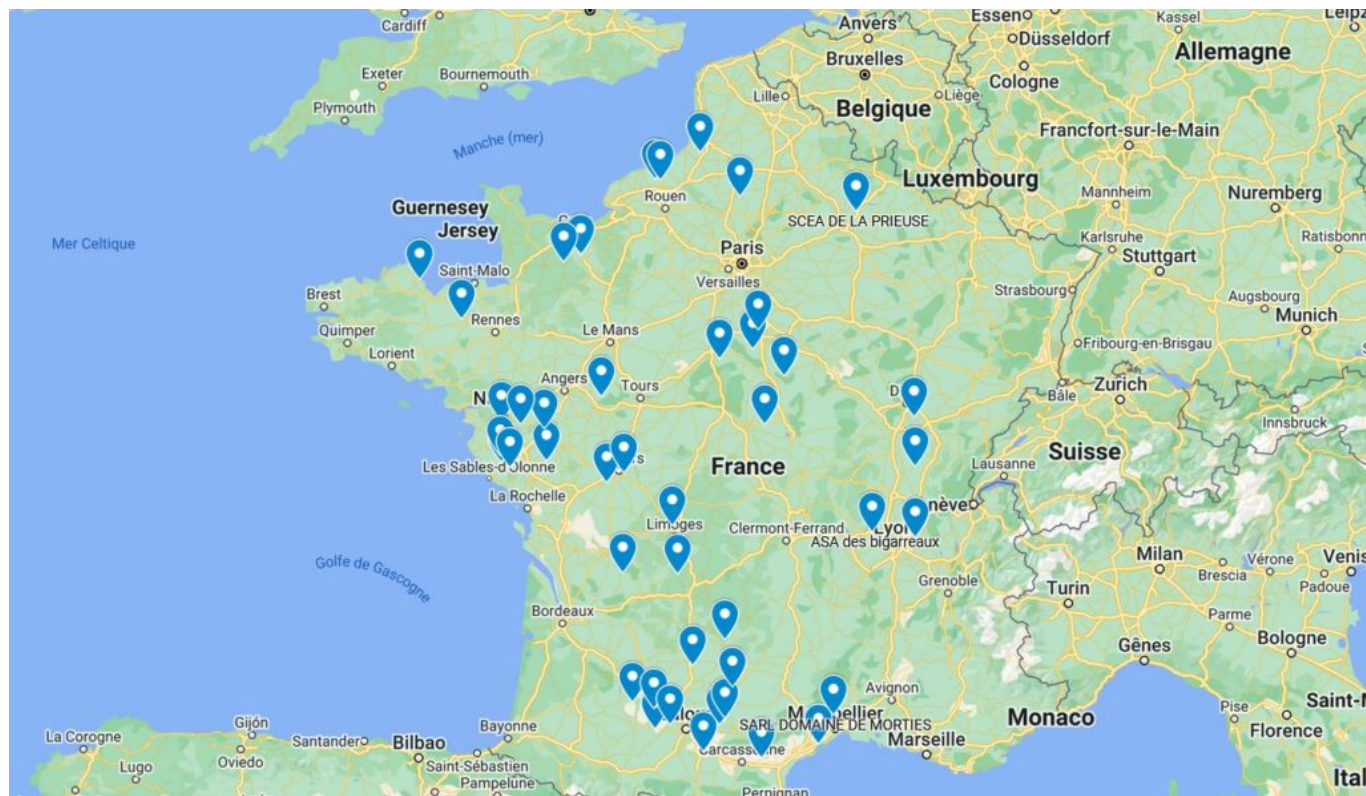 Cardiff
Exeter
Bournemouth
Plymouth
Manche (mer)
Mer Celtique
Guernesey
Jersey
Saint-Malo
Brest
Quimper
Lorient
Rennes
Le Mans
Angers
Tours
Les Sables-d'Olonne
La Rochelle
Golfe de Gascogne
Limoges
Clermont-Ferrand
Bordeaux
Lille
Rouen
Paris
Versailles
SCEA DE LA PRIEUSE
France
Anvers
Bruxelles
Belgique
Liège
Essen
Düsseldorf
Cologne
Kassel
Allemagne
Francfort-sur-le-Main
Luxembourg
Mannheim
Nuremberg
Karlsruhe
Stuttgart
Strasbourg
Augsbourg
Munich
Fribourg-en-Brisgau
Bâle
Zurich
Innsbruck
Suisse
Lausanne
ASA des bigarreaux
Grenoble
Milan
Turin
Brescia
Vérone
Padoue
Parme
Gênes
Bologne
Avignon
SARL DOMAINE DE MORTIES
Marseille
Monaco
Pise
Florence
Perpignan
La Corogne
Lugo
Gijón
Oviedo
Santander
Bilbao
Bayonne
Saint-Sébastien
Pampelune